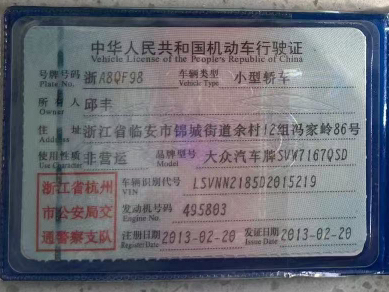 中华人民共和国机动车行驶证
Vehicle License of the People's Republic of China
号牌号码 浙A8QF98 车辆类型 小型轿车
Plate No. Vehicle Type
所有人 邱丰
Owner
住址 浙江省临安市锦城街道余村12组冯家岭86号
Address
使用性质 非营运 品牌型号 大众汽车牌SVW7167QSD
Use Character Model
浙江省杭州
市公安局交
通警察支队
车辆识别代号 LSVNN2185D2015219
VIN
发动机号码 495803
Engine No.
注册日期 2013-02-20 发证日期 2013-02-20
Register Date Issue Date